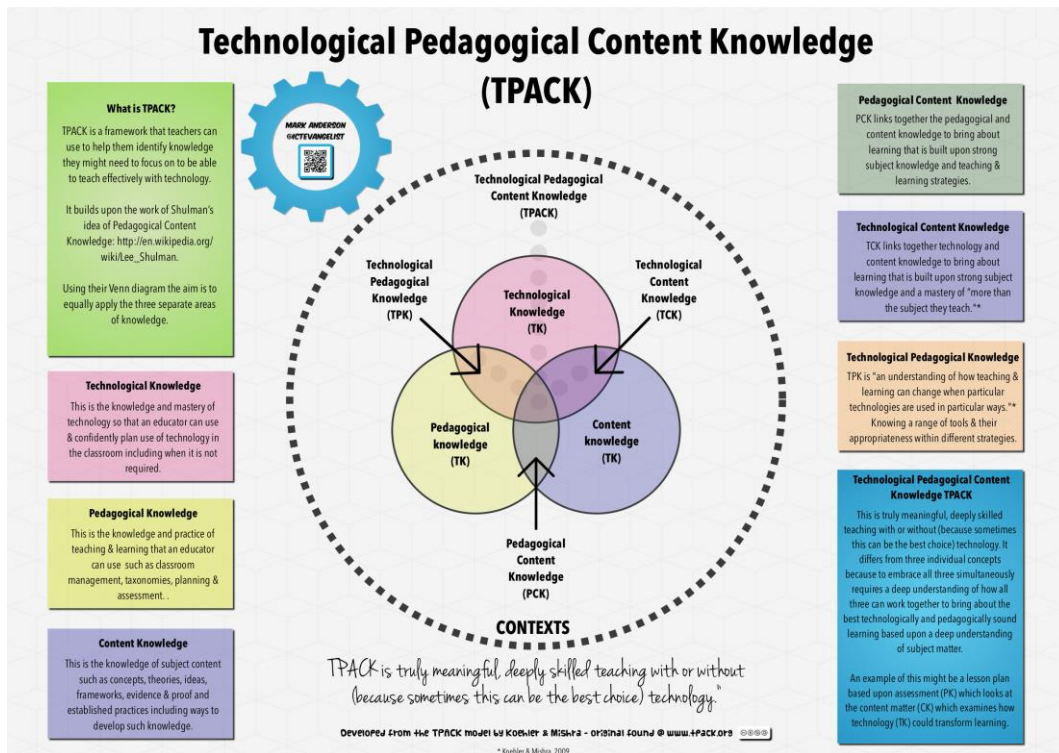 Technological Pedagogical Content Knowledge
(TPACK)
What is TPACK?
TPACK is a framework that teachers can
use to help them identify knowledge
they might need to focus on to be able
to teach effectively with technology.
It builds upon the work of Shulman's
idea of Pedagogical Content
Knowledge: http://en.wikipedia.org/
wiki/Lee_Shulman.
Using their Venn diagram the aim is to
equally apply the three separate areas
of knowledge.
Technological Knowledge
This is the knowledge and mastery of
technology so that an educator can use
& confidently plan use of technology in
the classroom including when it is not
required.
Pedagogical Knowledge
This is the knowledge and practice of
teaching & learning that an educator
can use such as classroom
management, taxonomies, planning &
assessment. .
Content Knowledge
This is the knowledge of subject content
such as concepts, theories, ideas,
frameworks, evidence & proof and
established practices including ways to
develop such knowledge.
MARK ANDERSON
@ICTEVANGELIST
Technological Pedagogical
Content Knowledge
(TPACK)
Technological
Pedagogical
Knowledge
(TPK)
Technological
Content
Knowledge
(TCK)
Technological
Knowledge
(TK)
Pedagogical
knowledge
(TK)
Content
knowledge
(TK)
Pedagogical
Content
Knowledge
(PCK)
CONTEXTS
TPACK is truly meaningful, deeply skilled teaching with or without
(because sometimes this can be the best choice) technology."
Developed from the TPACK model by Koehler & Mishra - original found @ www.tpack.org
* Koehler & Mishra, 2009
Pedagogical Content Knowledge
PCK links together the pedagogical and
content knowledge to bring about
learning that is built upon strong
subject knowledge and teaching &
learning strategies.
Technological Content Knowledge
TCK links together technology and
content knowledge to bring about
learning that is built upon strong subject
knowledge and a mastery of "more than
the subject they teach."*
Technological Pedagogical Knowledge
TPK is "an understanding of how teaching &
learning can change when particular
technologies are used in particular ways."*
Knowing a range of tools & their
appropriateness within different strategies.
Technological Pedagogical Content
Knowledge TPACK
This is truly meaningful, deeply skilled
teaching with or without (because sometimes
this can be the best choice) technology. It
differs from three individual concepts
because to embrace all three simultaneously
requires a deep understanding of how all
three can work together to bring about the
best technologically and pedagogically sound
learning based upon a deep understanding
of subject matter.
An example of this might be a lesson plan
based upon assessment (PK) which looks at
the content matter (CK) which examines how
technology (TK) could transform learning.